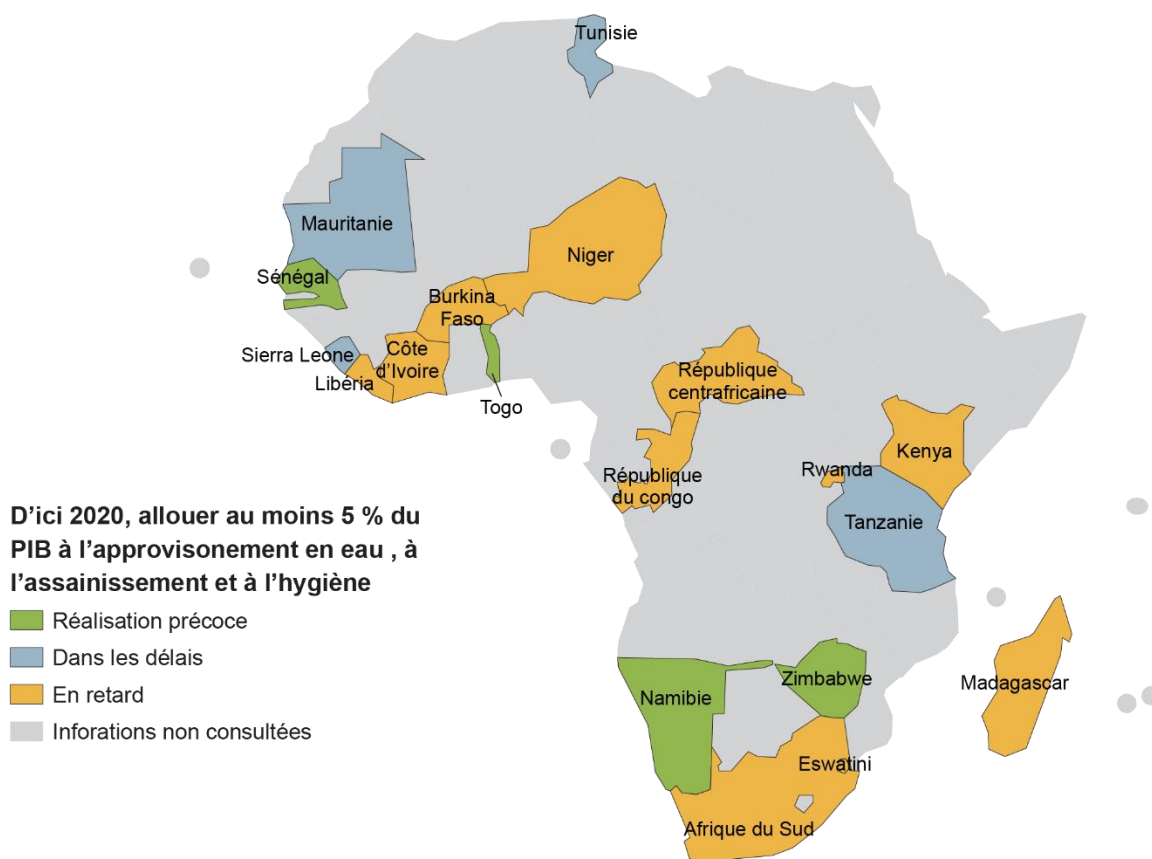 Tunisie
Mauritanie
Sénégal
Niger
Burkina
Faso
Sierra Leone
Côte
d’Ivoire
Libéria
Togo
République
centrafricaine
Kenya
Rwanda
République
du congo
Tanzanie
D’ici 2020, allouer au moins 5 % du
PIB à l’approvisonement en eau , à
l’assainissement et à l’hygiène
Réalisation précoce
Dans les délais
En retard
Inforations non consultées
Zimbabwe
Namibie
Madagascar
Eswatini
Afrique du Sud